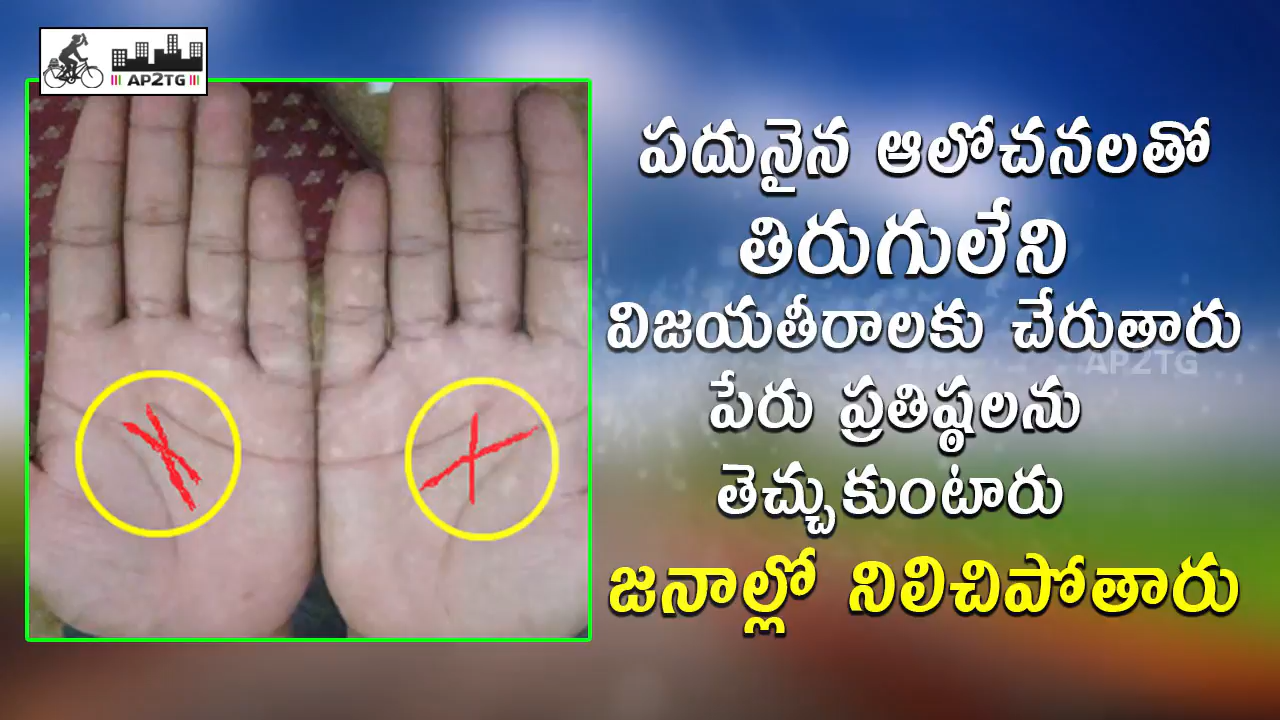 AP2TG
పదునైన ఆలోచనలతో
తిరుగులేని
విజయతీరాలకు చేరుతారు
AP2TG
పేరు ప్రతిష్ఠలను
తెచ్చుకుంటారు
జనాల్లో నిలిచిపోతారు